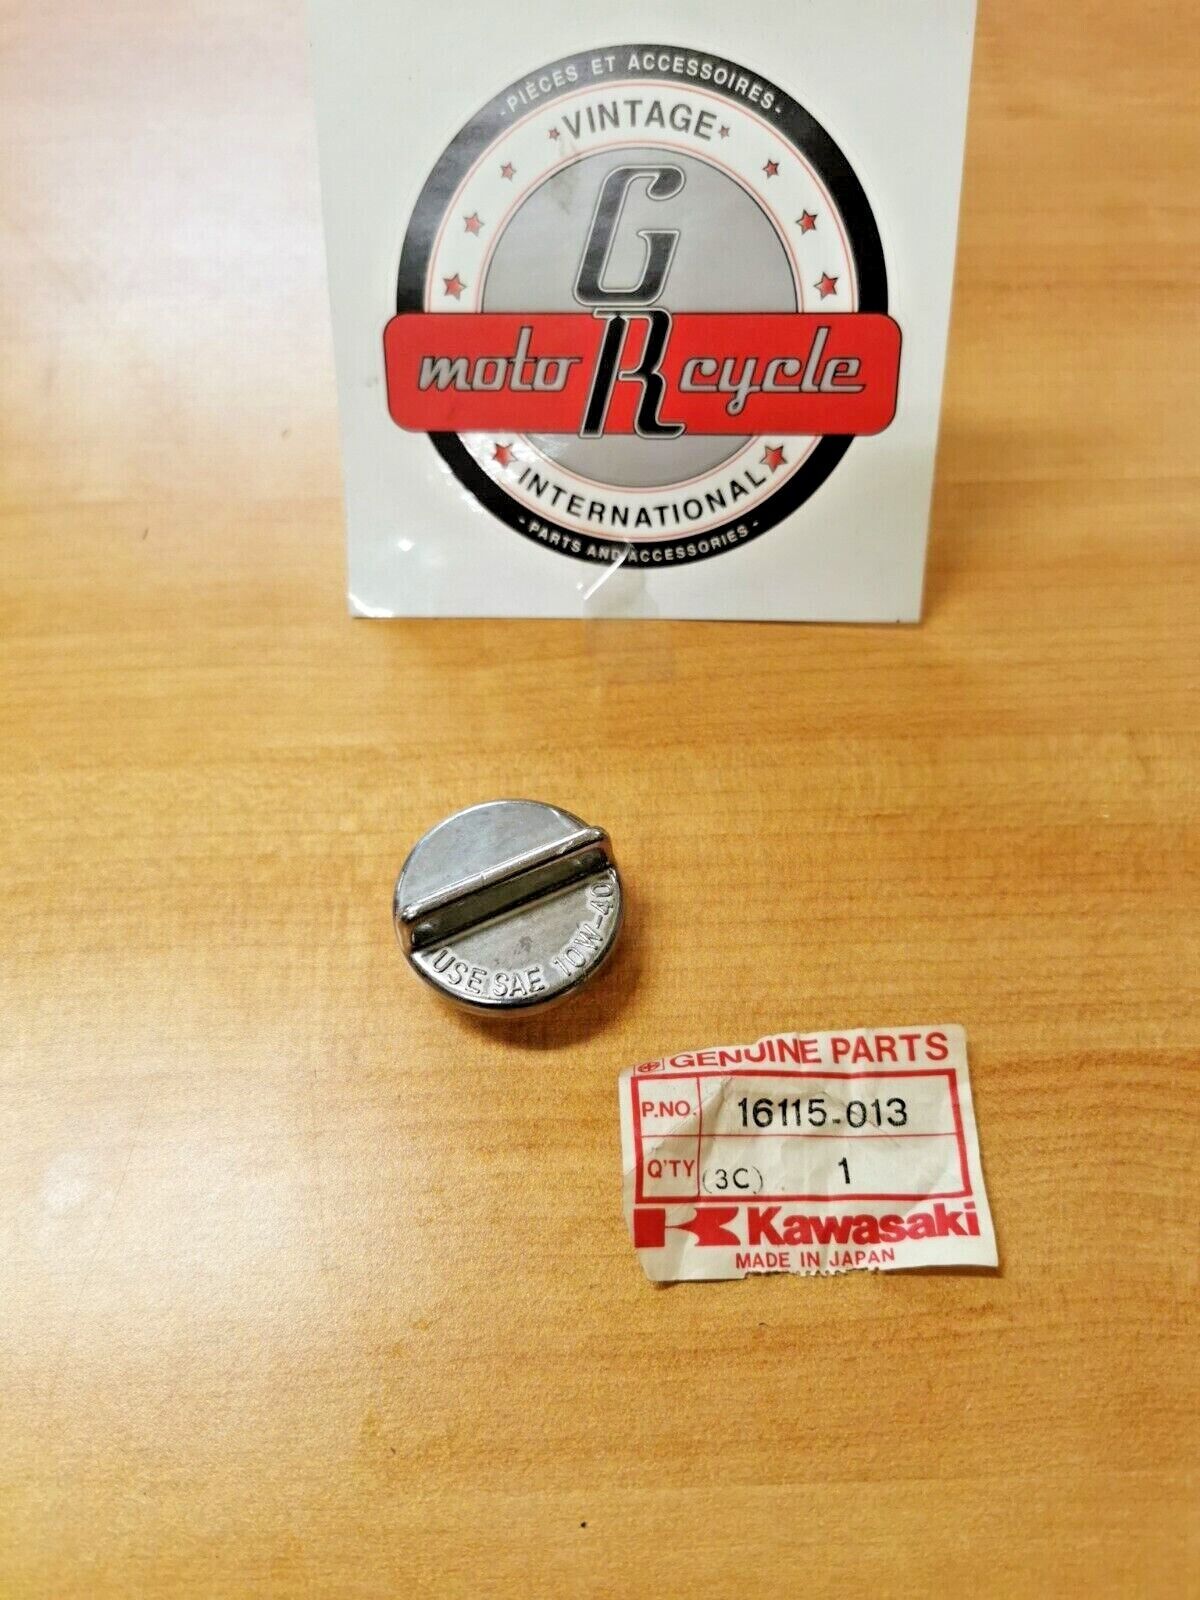 - PIÈCES ET ACCESSOIRES -
VINTAGE
G
moto R cycle
INTERNATIONAL
- PARTS AND ACCESSORIES -
USE SAE 10W-40
GENUINE PARTS
P.NO. 16115-013
Q'TY (3C) 1
Kawasaki
MADE IN JAPAN